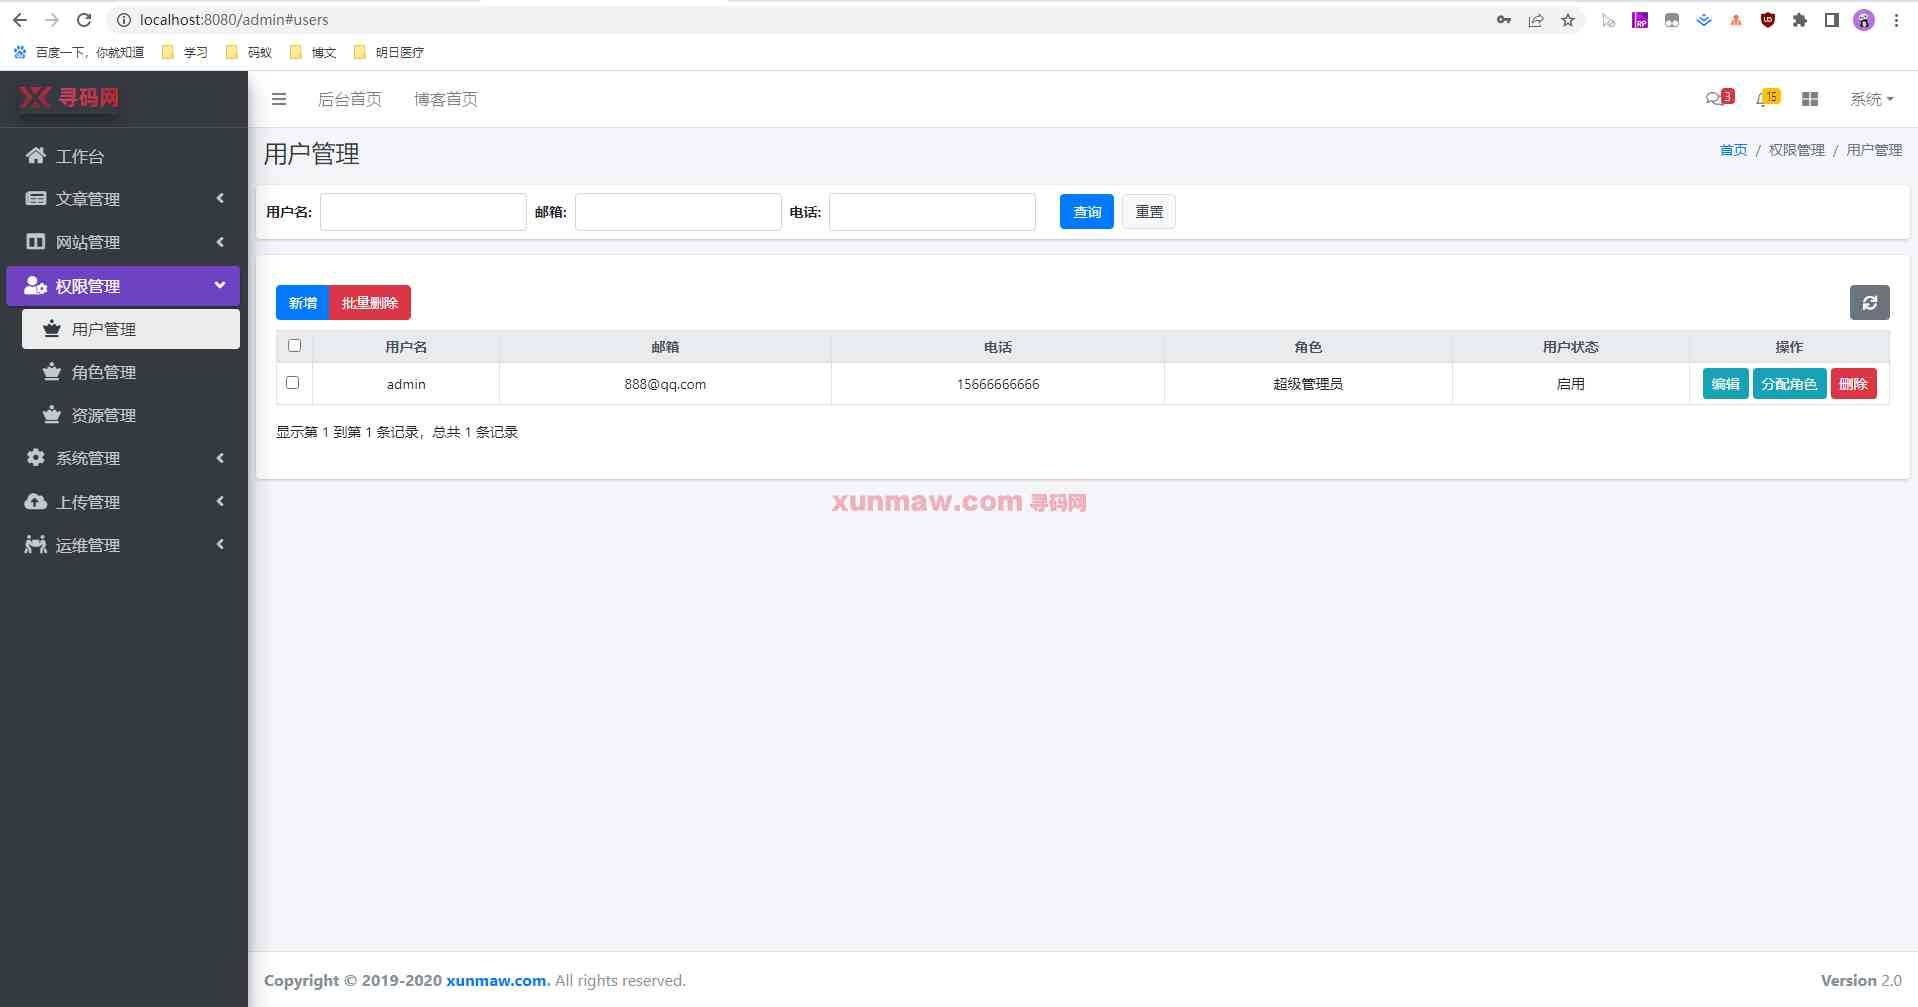 localhost:8080/admin#users
百度一下，你就知道 学习 码蚁 博文 明日医疗
寻码网
后台首页 博客首页 3 15 系统
用户管理 首页 / 权限管理 / 用户管理
工作台
文章管理
网站管理
权限管理
用户管理
角色管理
资源管理
系统管理
上传管理
运维管理
用户名: 邮箱: 电话: 查询 重置
新增 批量删除
用户名 邮箱 电话 角色 用户状态 操作
admin 888@qq.com 15666666666 超级管理员 启用 编辑 分配角色 删除
显示第 1 到第 1 条记录，总共 1 条记录
xunmaw.com 寻码网
Copyright © 2019-2020 xunmaw.com. All rights reserved. Version 2.0